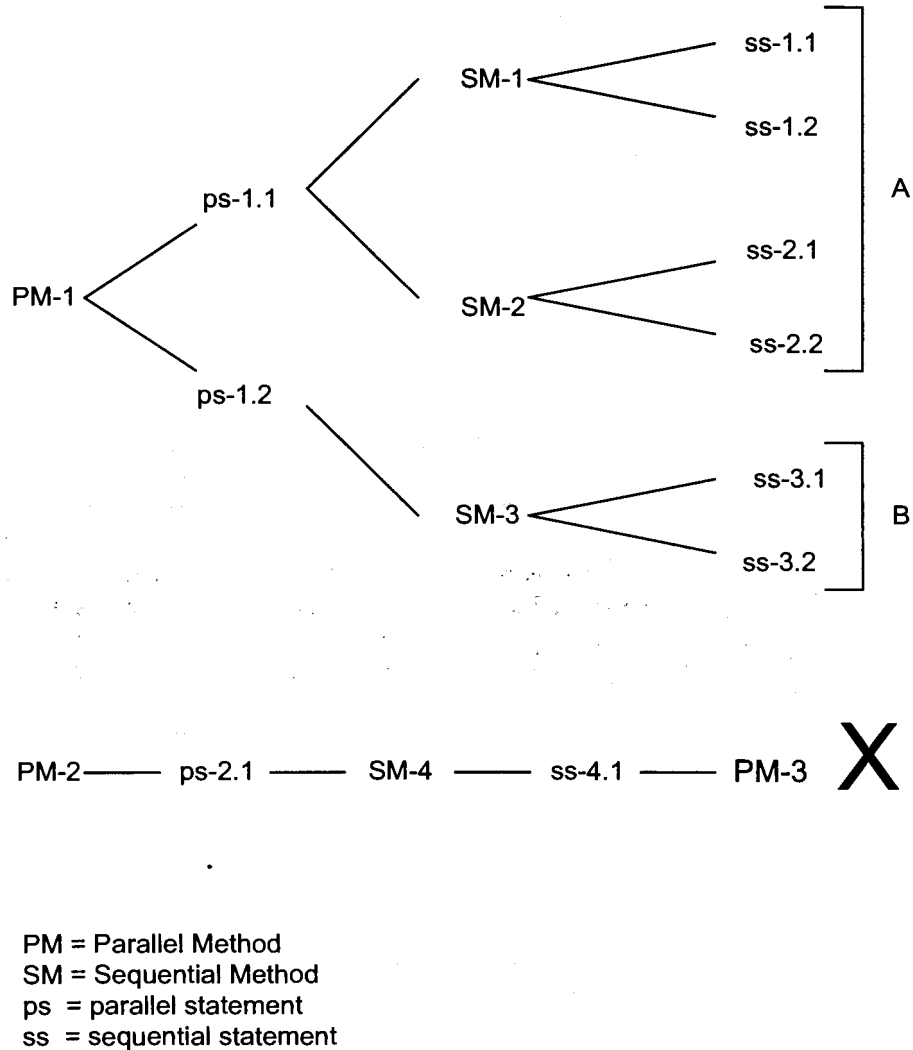 ss-1.1
SM-1
ss-1.2
A
ps-1.1
ss-2.1
PM-1
SM-2
ss-2.2
ps-1.2
ss-3.1
SM-3
B
ss-3.2
PM-2 ps-2.1 SM-4 ss-4.1 PM-3 X
PM = Parallel Method
SM = Sequential Method
ps = parallel statement
ss = sequential statement